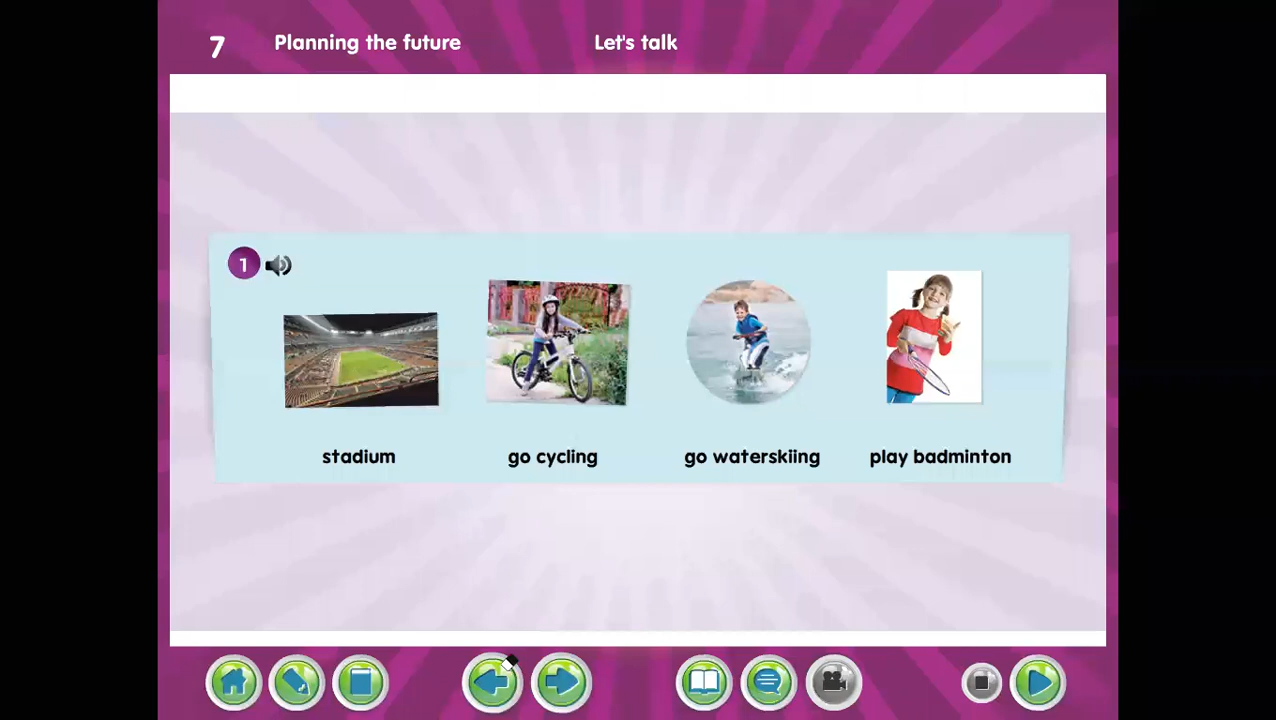 7 Planning the future Let's talk
1
stadium go cycling go waterskiing play badminton